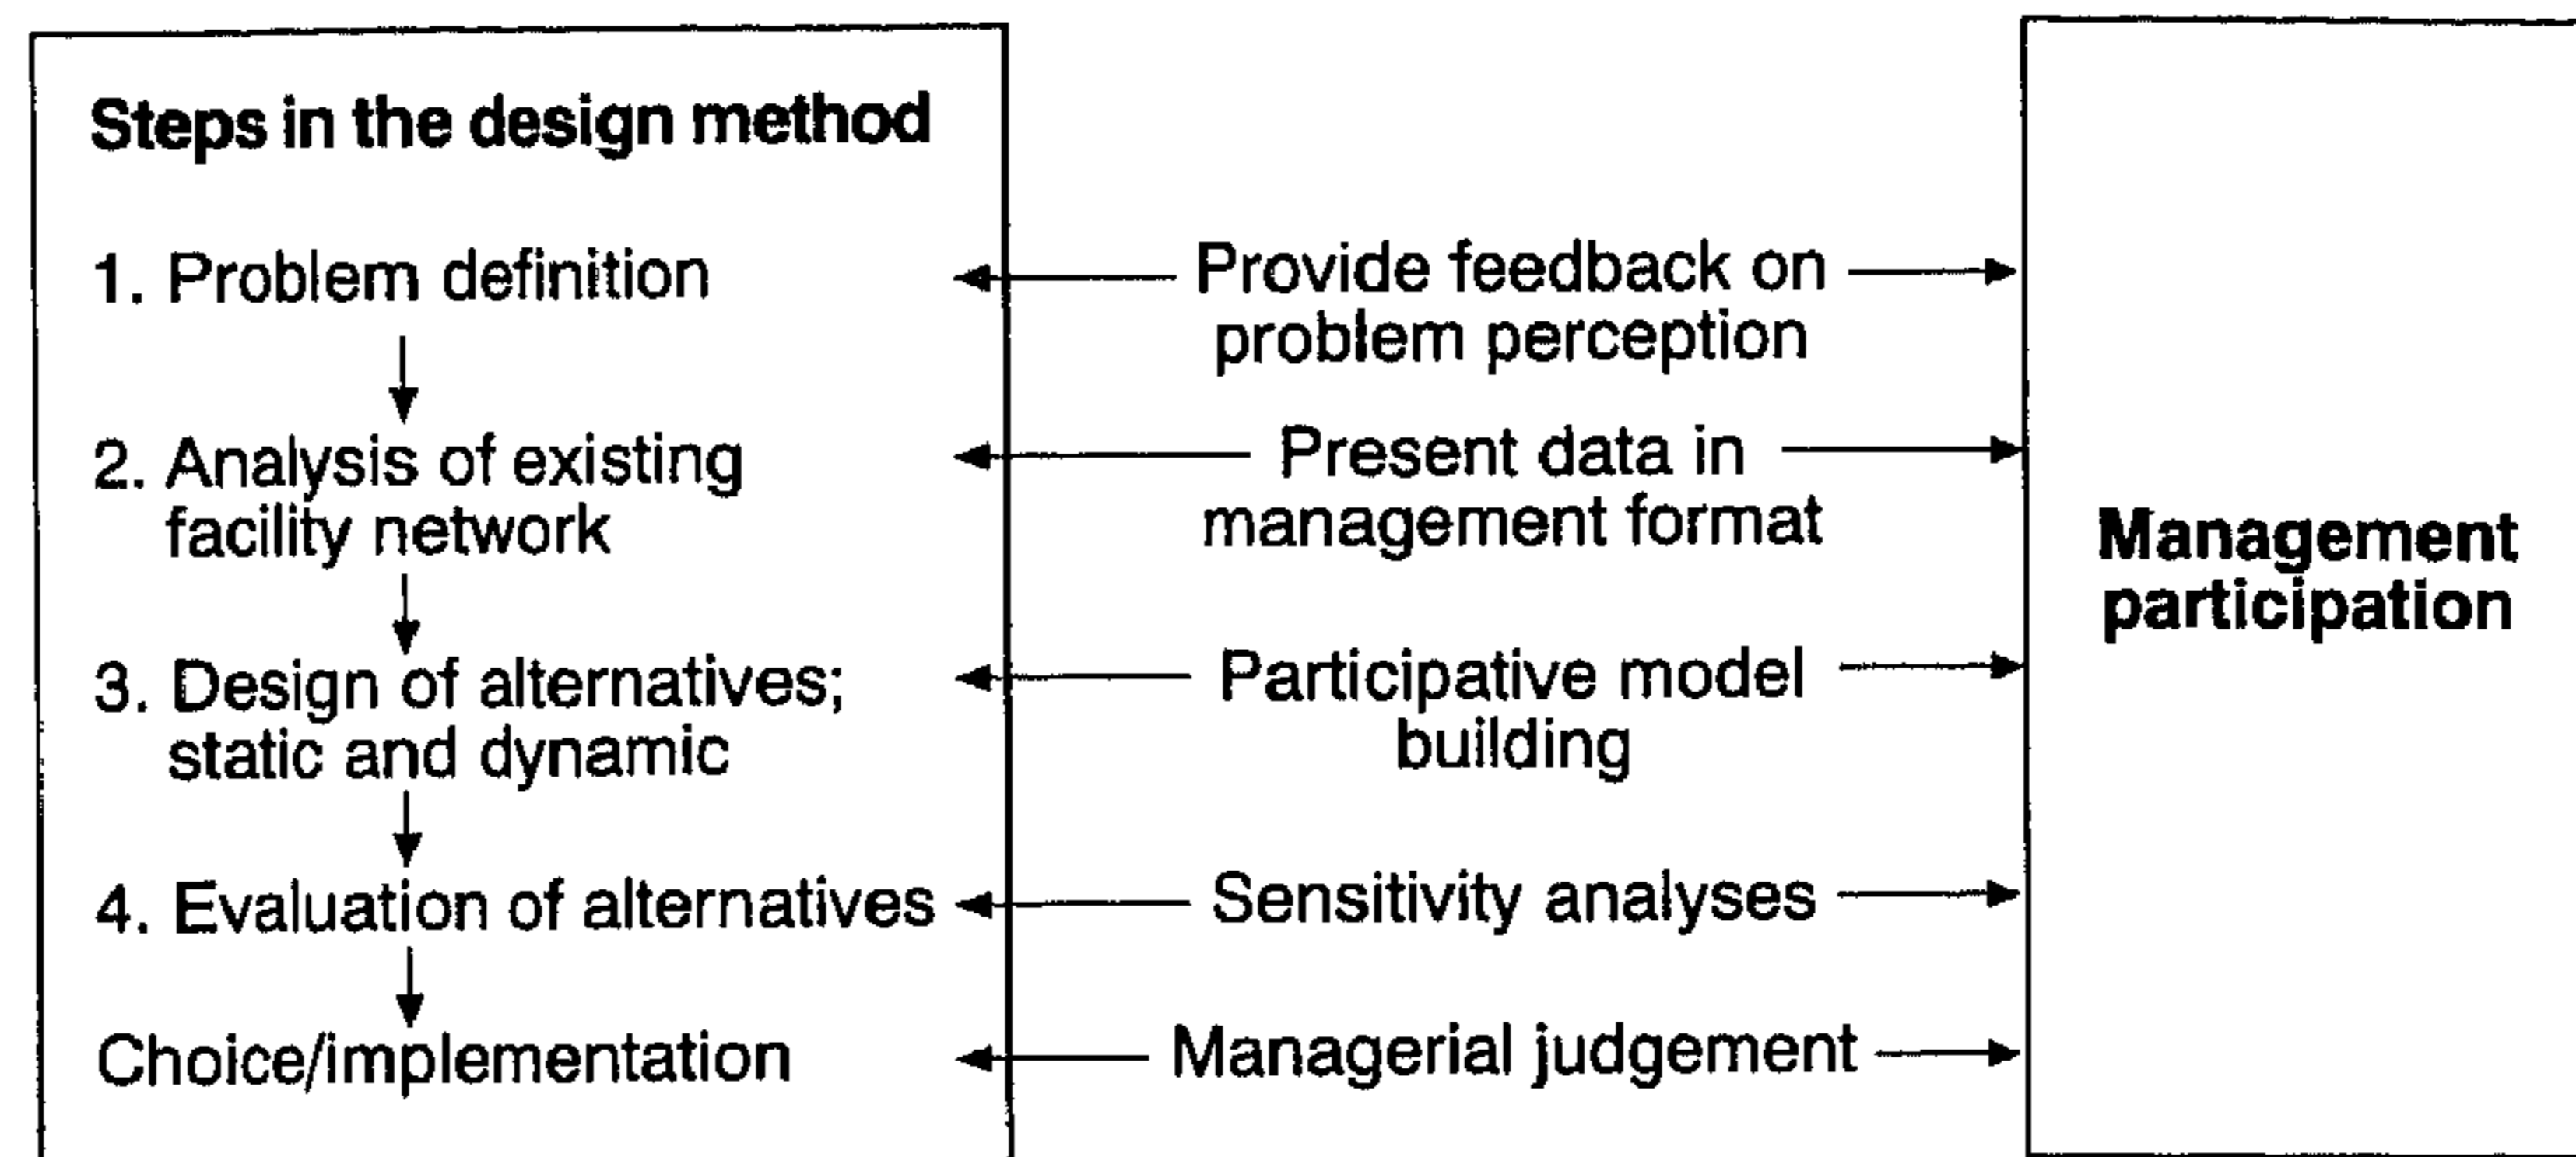 Steps in the design method
1. Problem definition
2. Analysis of existing
facility network
3. Design of alternatives;
static and dynamic
4. Evaluation of alternatives
Choice/implementation
Provide feedback on
problem perception
Present data in
management format
Participative model
building
Sensitivity analyses
Managerial judgement
Management
participation